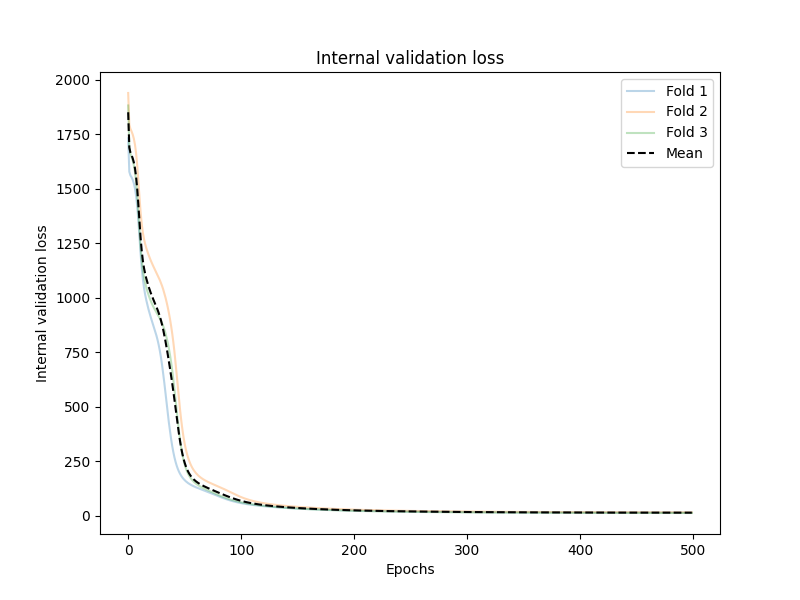 Internal validation loss
Fold 1
Fold 2
Fold 3
Mean
Internal validation loss
2000
1750
1500
1250
1000
750
500
250
0
0 100 200 300 400 500
Epochs